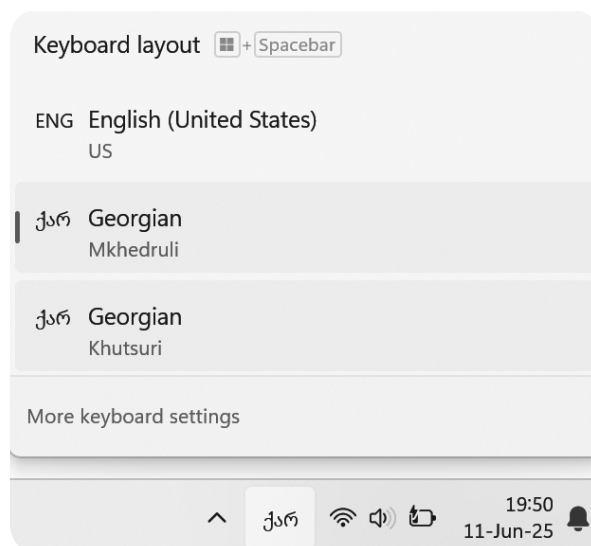 Keyboard layout + Spacebar
ENG English (United States)
US
ქარ Georgian
Mkhedruli
ქარ Georgian
Khutsuri
More keyboard settings
ქარ 19:50
11-Jun-25